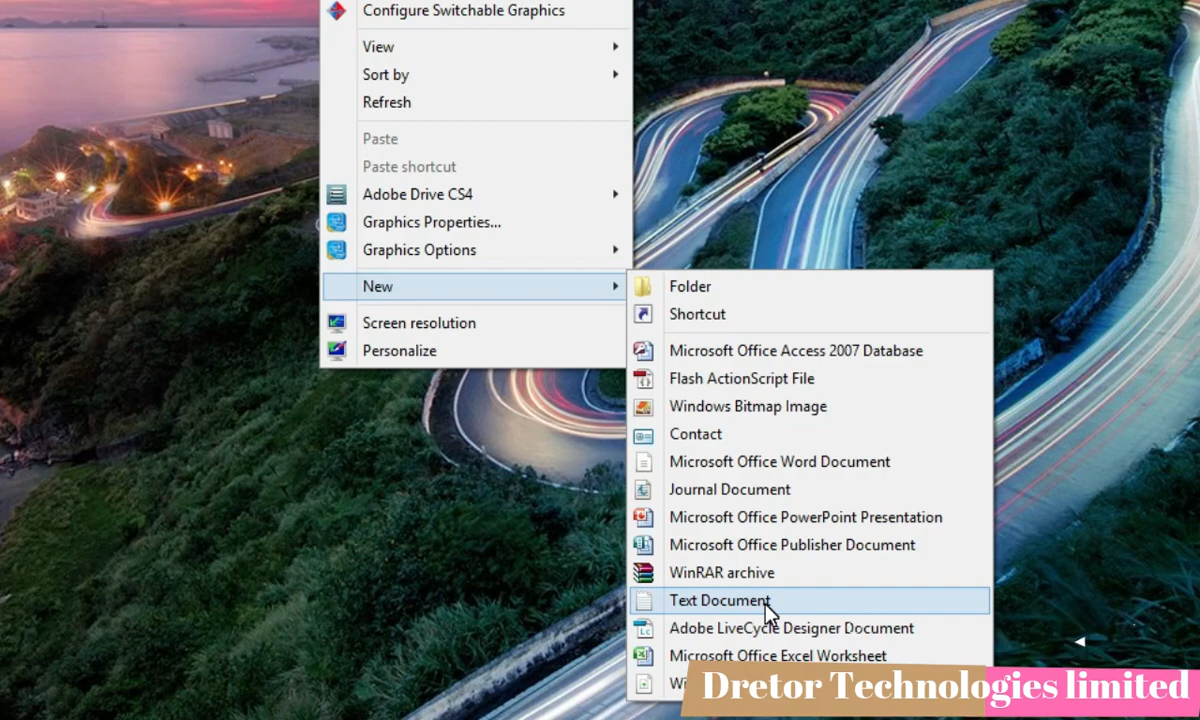 Configure Switchable Graphics
View
Sort by
Refresh
Paste
Paste shortcut
Adobe Drive CS4
Graphics Properties...
Graphics Options
New
Screen resolution
Personalize
Folder
Shortcut
Microsoft Office Access 2007 Database
Flash ActionScript File
Windows Bitmap Image
Contact
Microsoft Office Word Document
Journal Document
Microsoft Office PowerPoint Presentation
Microsoft Office Publisher Document
WinRAR archive
Text Document
Adobe LiveCycle Designer Document
Microsoft Office Excel Worksheet
Dretor Technologies limited